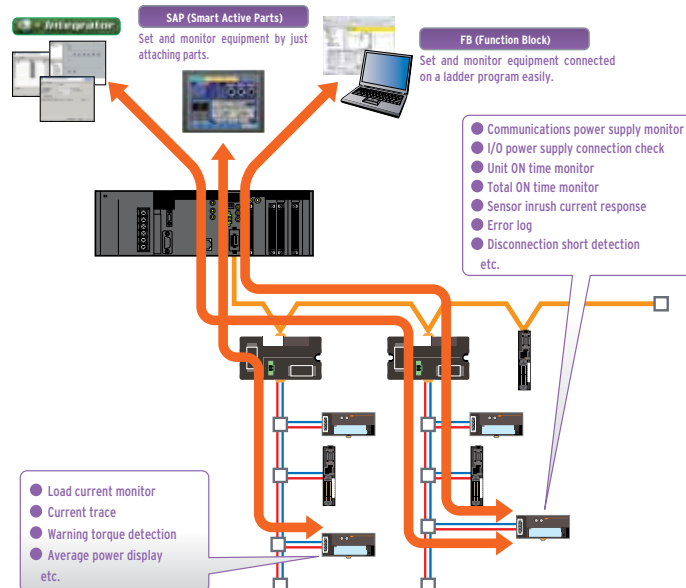 - Integrator
SAP (Smart Active Parts)
Set and monitor equipment by just
attaching parts.
FB (Function Block)
Set and monitor equipment connected
on a ladder program easily.
● Communications power supply monitor
● I/O power supply connection check
● Unit ON time monitor
● Total ON time monitor
● Sensor inrush current response
● Error log
● Disconnection short detection
etc.
● Load current monitor
● Current trace
● Warning torque detection
● Average power display
etc.